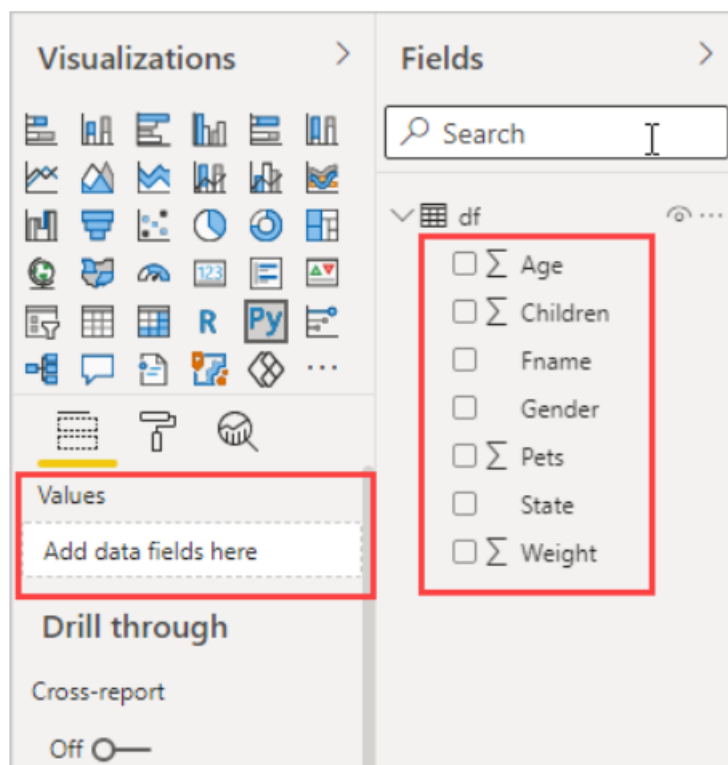 Visualizations
123
R
Py
Values
Add data fields here
Drill through
Cross-report
Off
Fields
Search
df
Σ Age
Σ Children
Fname
Gender
Σ Pets
State
Σ Weight